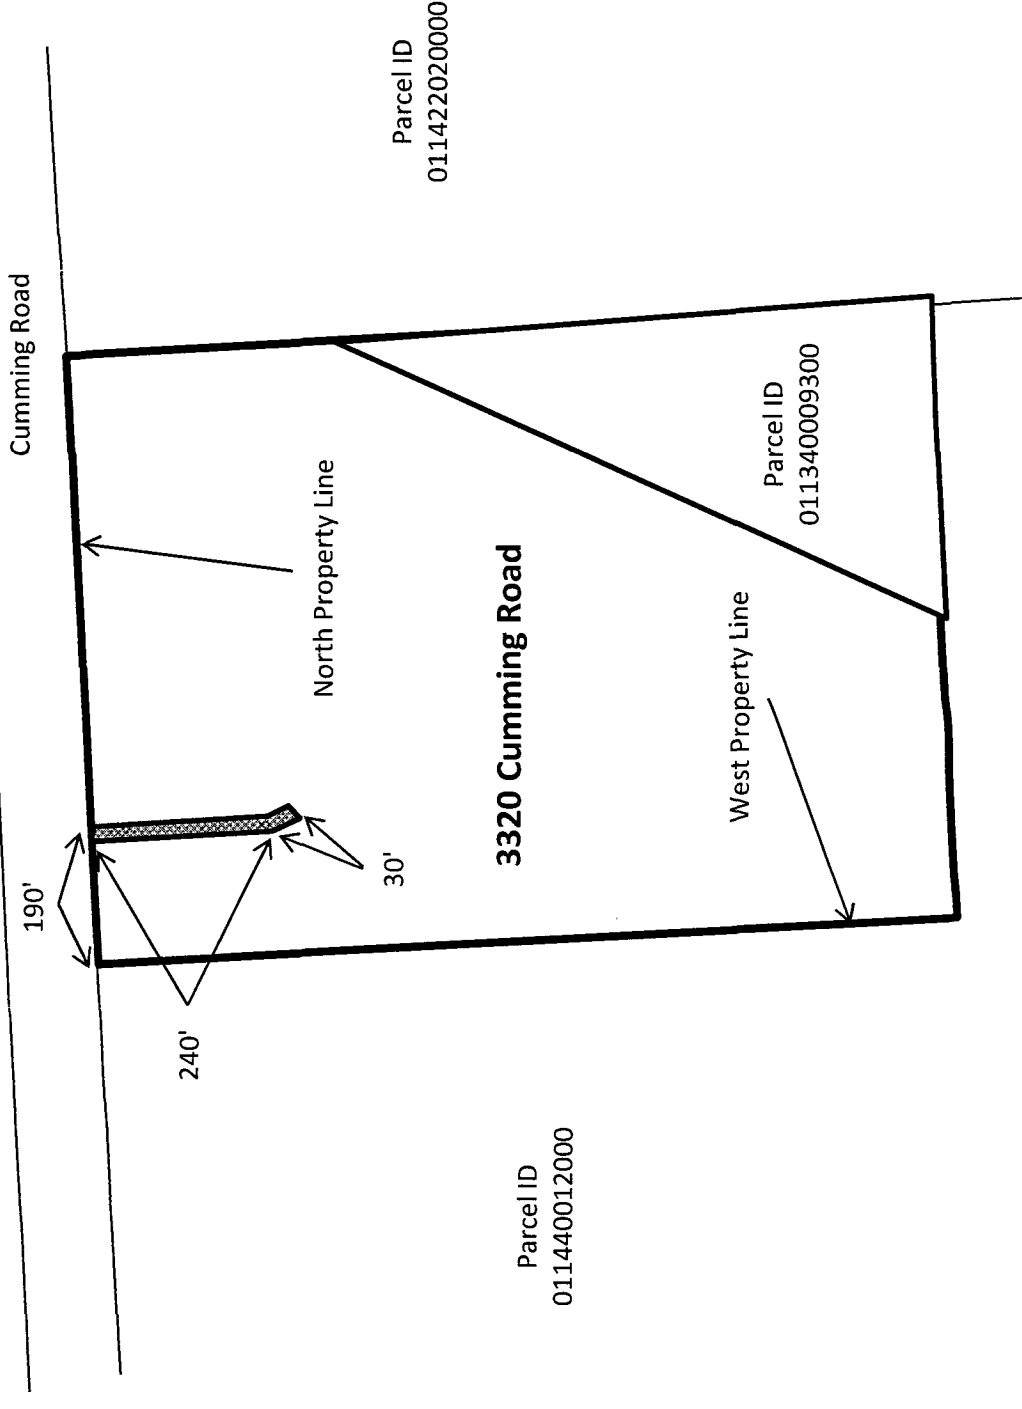 Cumming Road
190'
240'
North Property Line
30'
Parcel ID
011422020000
3320 Cumming Road
Parcel ID
011440012000
West Property Line
Parcel ID
011340009300